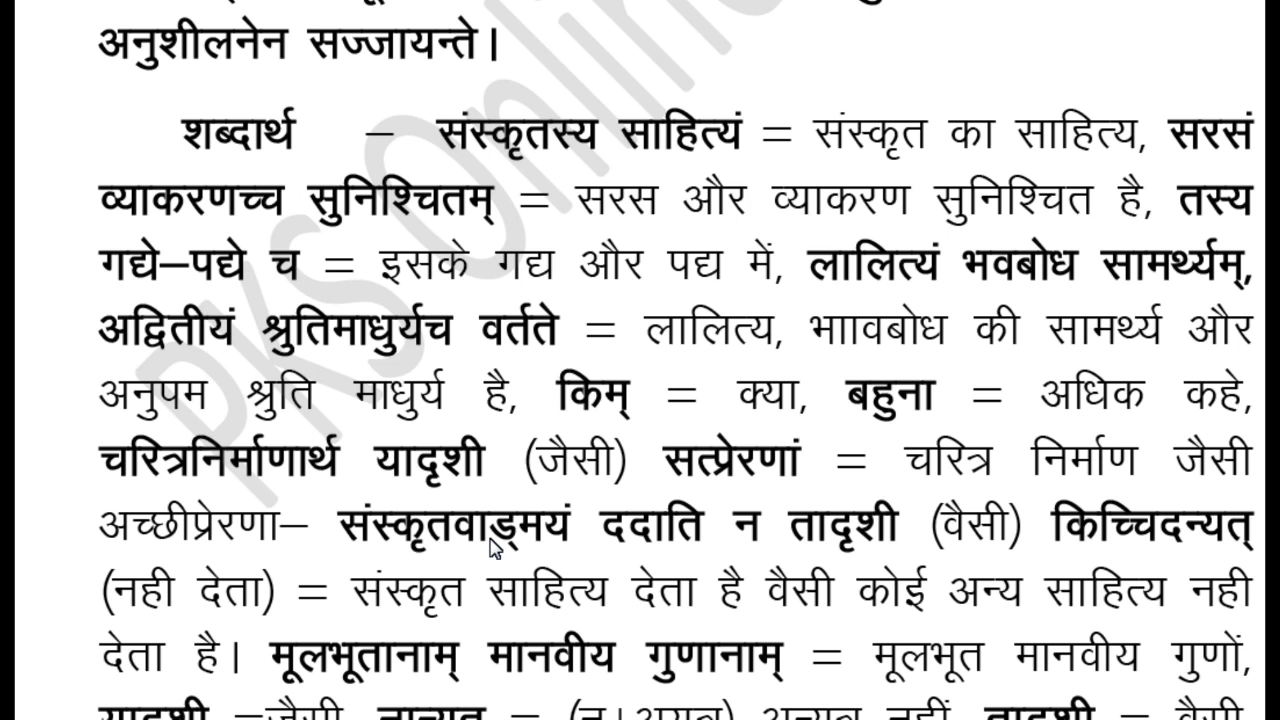 अनुशीलनेन सज्जायन्ते।
शब्दार्थ – संस्कृतस्य साहित्यं = संस्कृत का साहित्य, सरसं
व्याकरणच्च सुनिश्चितम् = सरस और व्याकरण सुनिश्चित है, तस्य
गद्ये–पद्ये च = इसके गद्य और पद्य में, लालित्यं भवबोध सामर्थ्यम्,
अद्वितीयं श्रुतिमाधुर्यच वर्तते = लालित्य, भाावबोध की सामर्थ्य और
अनुपम श्रुति माधुर्य है, किम् = क्या, बहुना = अधिक कहे,
चरित्रनिर्माणार्थ यादृशी (जैसी) सत्प्रेरणां = चरित्र निर्माण जैसी
अच्छीप्रेरणा– संस्कृतवाड्मयं ददाति न तादृशी (वैसी) किच्चिदन्यत्
(नही देता) = संस्कृत साहित्य देता है वैसी कोई अन्य साहित्य नही
देता है। मूलभूतानाम् मानवीय गुणानाम् = मूलभूत मानवीय गुणों,
PKS Online